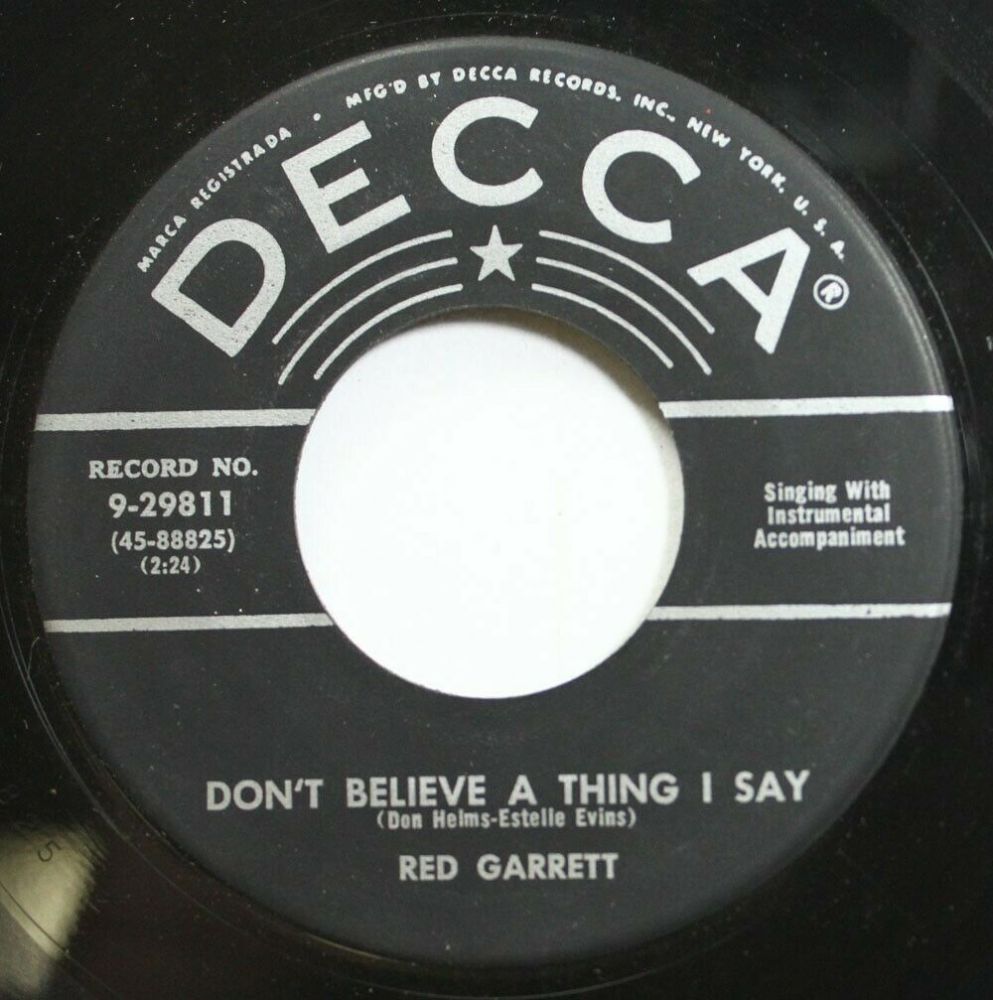 MARCA REGISTRADA • MFG'D BY DECCA RECORDS, INC., NEW YORK, U. S. A.
DECCA®
RECORD NO.
9-29811
(45-88825)
(2:24)
Singing With
Instrumental
Accompaniment
DON'T BELIEVE A THING I SAY
(Don Helms-Estelle Evins)
RED GARRETT
5